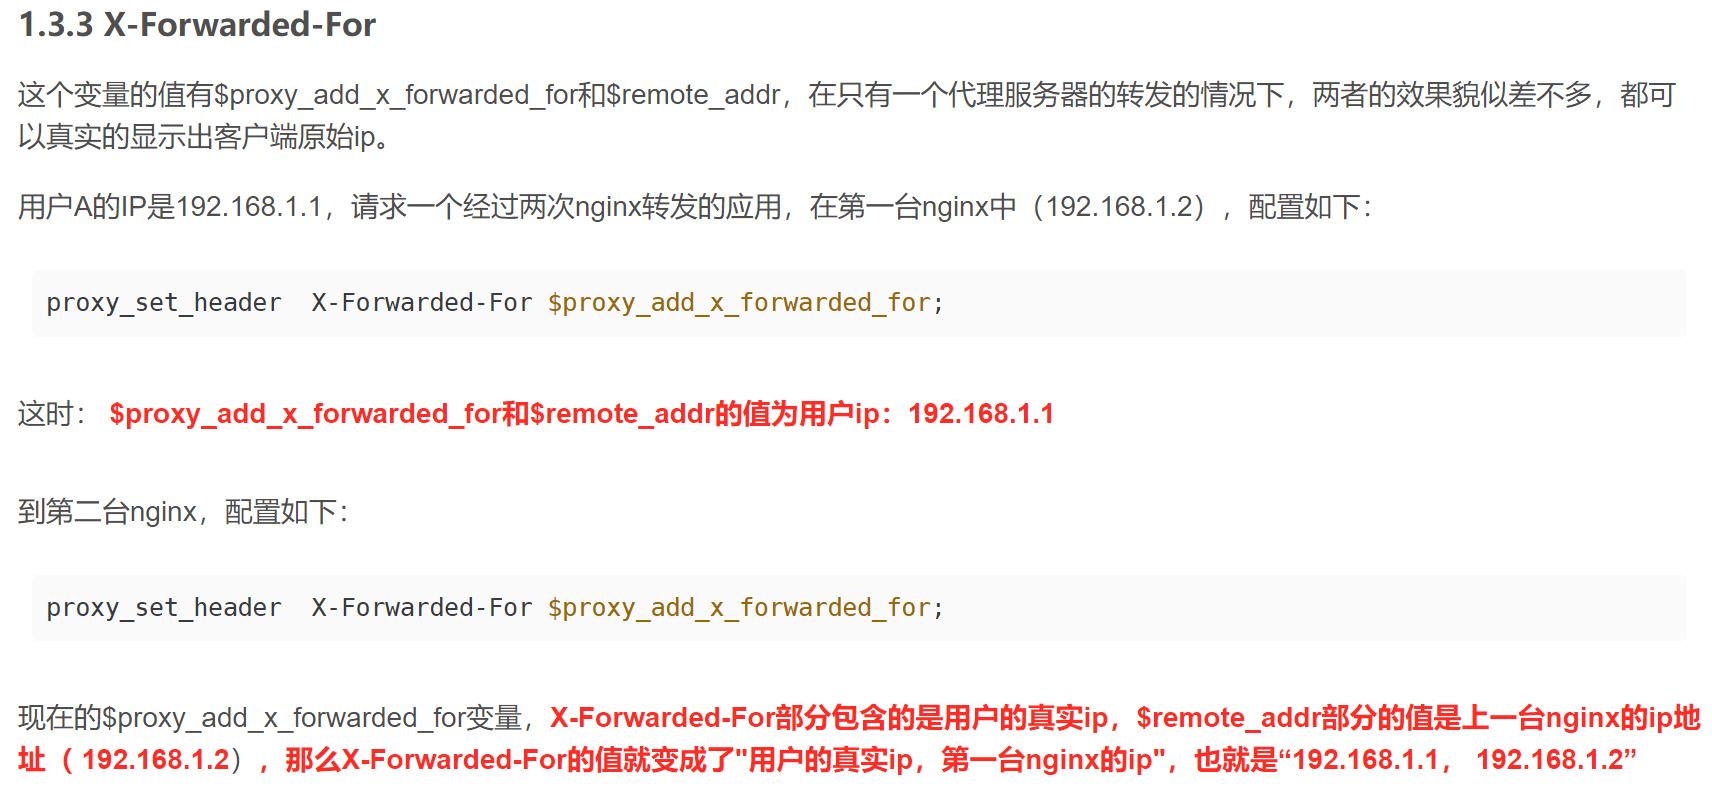 1.3.3 X-Forwarded-For
这个变量的值有$proxy_add_x_forwarded_for和$remote_addr，在只有一个代理服务器的转发的情况下，两者的效果貌似差不多，都可
以真实的显示出客户端原始ip。
用户A的IP是192.168.1.1，请求一个经过两次nginx转发的应用，在第一台nginx中（192.168.1.2），配置如下：
proxy_set_header  X-Forwarded-For $proxy_add_x_forwarded_for;
这时： $proxy_add_x_forwarded_for和$remote_addr的值为用户ip：192.168.1.1
到第二台nginx，配置如下：
proxy_set_header  X-Forwarded-For $proxy_add_x_forwarded_for;
现在的$proxy_add_x_forwarded_for变量，X-Forwarded-For部分包含的是用户的真实ip，$remote_addr部分的值是上一台nginx的ip地
址（ 192.168.1.2），那么X-Forwarded-For的值就变成了"用户的真实ip，第一台nginx的ip"，也就是“192.168.1.1， 192.168.1.2”